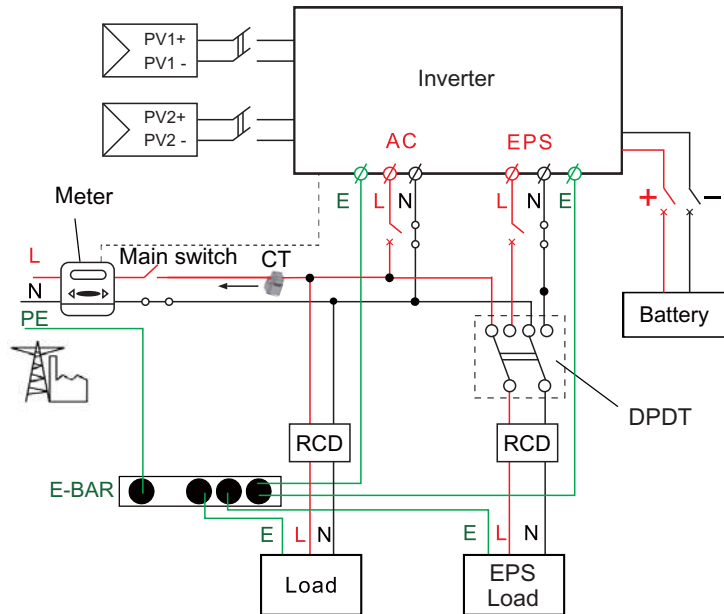 PV1+
PV1 -
Inverter
PV2+
PV2 -
AC
EPS
E
L
N
L
N
E
Meter
+
−
L
Main switch
CT
N
Battery
PE
DPDT
RCD
RCD
E-BAR
E
L
N
E
L
N
Load
EPS
Load